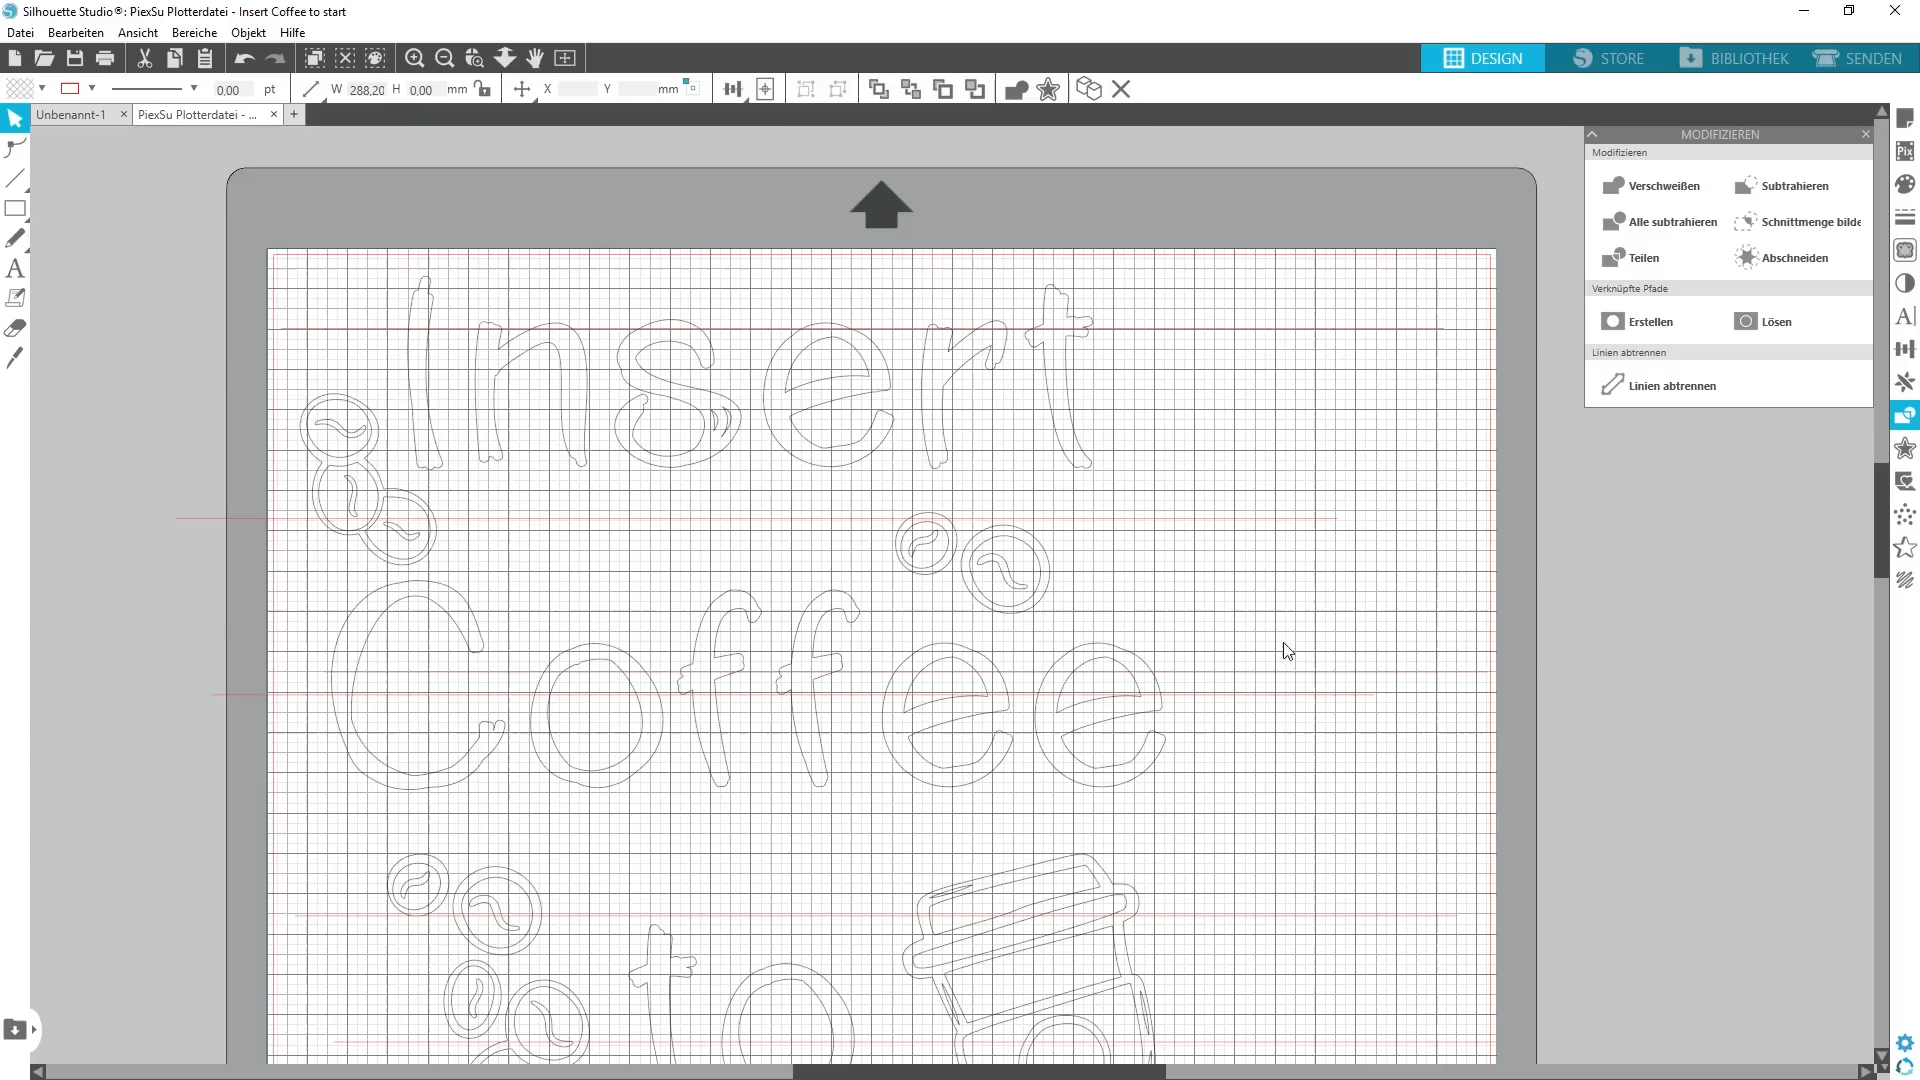 Silhouette Studio®: PiexSu Plotterdatei - Insert Coffee to start
Datei Bearbeiten Ansicht Bereiche Objekt Hilfe
DESIGN STORE BIBLIOTHEK SENDEN
0,00 pt W 288,20 H 0,00 mm X Y mm
Unbenannt-1 PiexSu Plotterdatei - ...
MODIFIZIEREN
Modifizieren
Verschweißen Subtrahieren
Alle subtrahieren Schnittmenge bilde
Teilen Abschneiden
Verknüpfte Pfade
Erstellen Lösen
Linien abtrennen
Linien abtrennen
Pix
Insert
Coffee
to